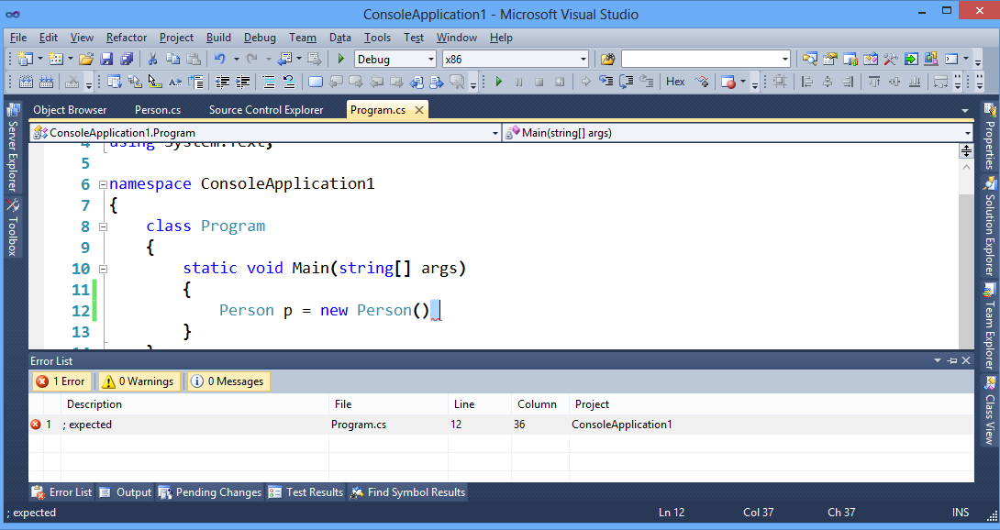 ConsoleApplication1 - Microsoft Visual Studio
File Edit View Refactor Project Build Debug Team Data Tools Test Window Help
Debug x86
Hex
Object Browser Person.cs Source Control Explorer Program.cs
ConsoleApplication1.Program Main(string[] args)
4 using System.Text;
5
6 namespace ConsoleApplication1
7 {
8 class Program
9 {
10 static void Main(string[] args)
11 {
12 Person p = new Person()
13 }
14 }
Server Explorer
Toolbox
Properties
Solution Explorer
Team Explorer
Class View
Error List
1 Error 0 Warnings 0 Messages
Description File Line Column Project
1 ; expected Program.cs 12 36 ConsoleApplication1
Error List Output Pending Changes Test Results Find Symbol Results
; expected Ln 12 Col 37 Ch 37 INS